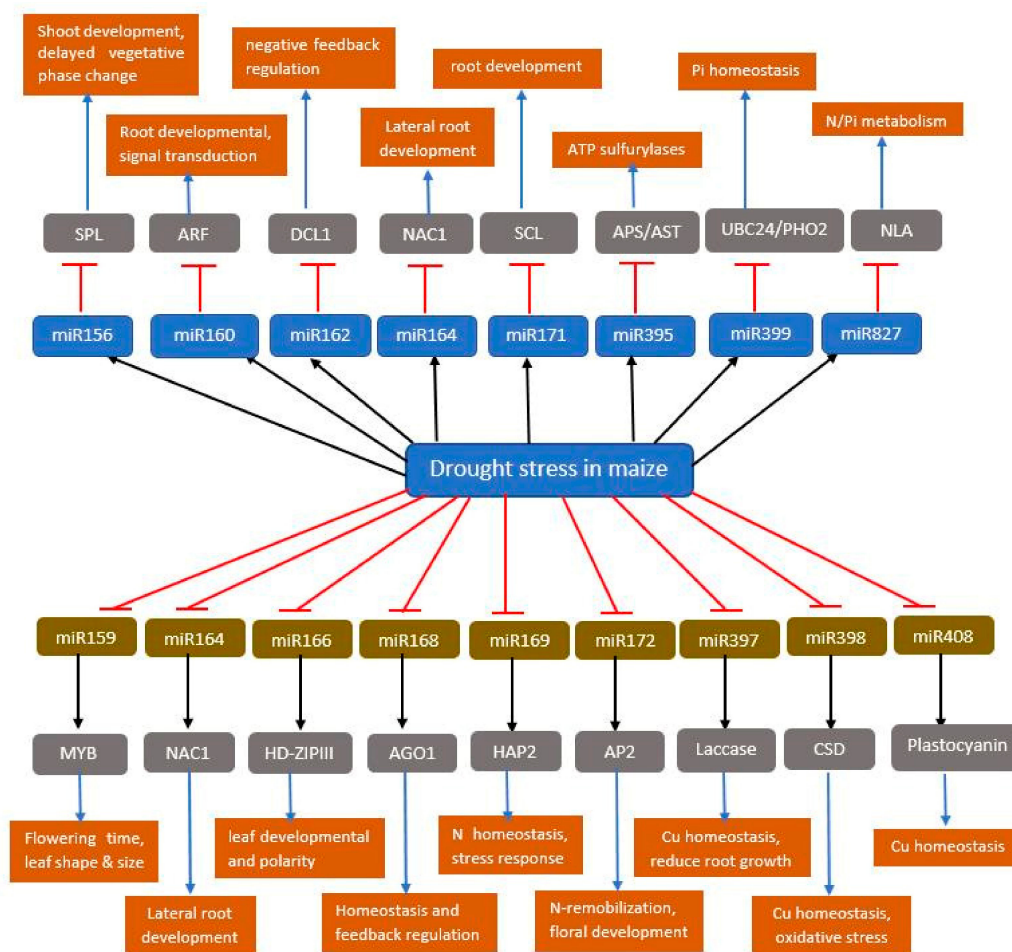 Shoot development,
delayed vegetative
phase change
negative feedback
regulation
root development
Pi homeostasis
Root developmental,
signal transduction
Lateral root
development
ATP sulfurylases
N/Pi metabolism
SPL
ARF
DCL1
NAC1
SCL
APS/AST
UBC24/PHO2
NLA
miR156
miR160
miR162
miR164
miR171
miR395
miR399
miR827
Drought stress in maize
miR159
miR164
miR166
miR168
miR169
miR172
miR397
miR398
miR408
MYB
NAC1
HD-ZIPIII
AGO1
HAP2
AP2
Laccase
CSD
Plastocyanin
Flowering time,
leaf shape & size
leaf developmental
and polarity
N homeostasis,
stress response
Cu homeostasis,
reduce root growth
Cu homeostasis
Lateral root
development
Homeostasis and
feedback regulation
N-remobilization,
floral development
Cu homeostasis,
oxidative stress